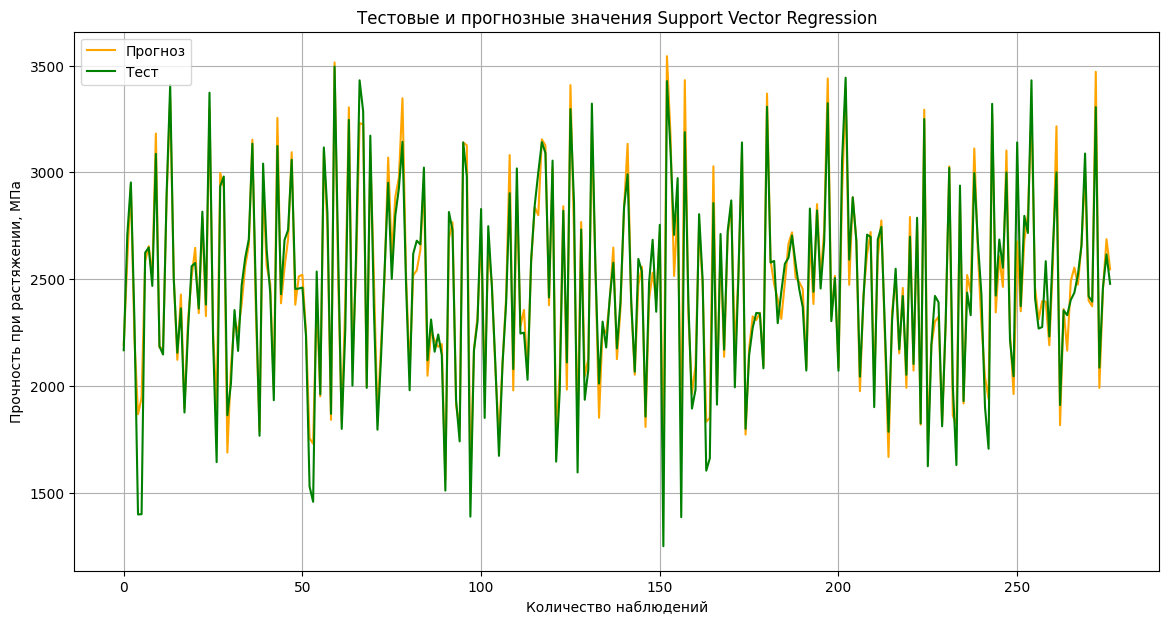 Тестовые и прогнозные значения Support Vector Regression
Прогноз
Тест
Прочность при растяжении, МПа
3500
3000
2500
2000
1500
0 50 100 150 200 250
Количество наблюдений